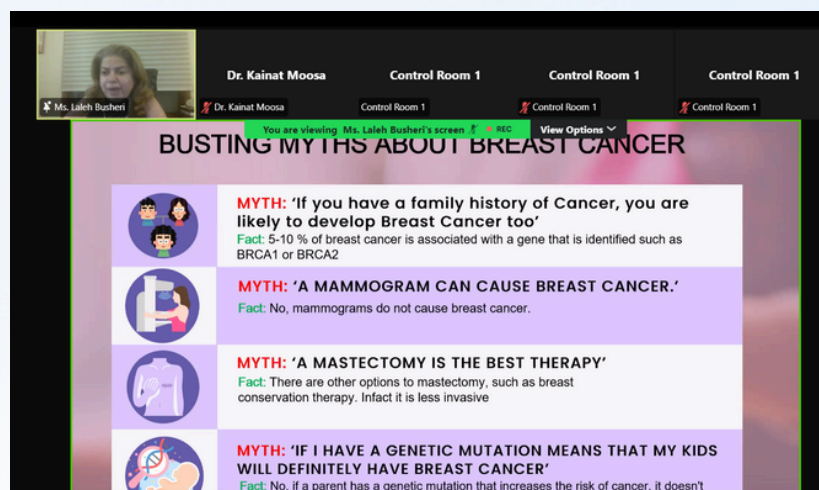 Dr. Kainat Moosa
Control Room 1
Control Room 1
Control Room 1
Ms. Laleh Busheri
Dr. Kainat Moosa
Control Room 1
Control Room 1
Control Room 1
You are viewing Ms. Laleh Busheri's screen
REC
View Options
BUSTING MYTHS ABOUT BREAST CANCER
MYTH: ‘If you have a family history of Cancer, you are
likely to develop Breast Cancer too’
Fact: 5-10 % of breast cancer is associated with a gene that is identified such as
BRCA1 or BRCA2
MYTH: ‘A MAMMOGRAM CAN CAUSE BREAST CANCER.’
Fact: No, mammograms do not cause breast cancer.
MYTH: ‘A MASTECTOMY IS THE BEST THERAPY’
Fact: There are other options to mastectomy, such as breast
conservation therapy. Infact it is less invasive
MYTH: ‘IF I HAVE A GENETIC MUTATION MEANS THAT MY KIDS
WILL DEFINITELY HAVE BREAST CANCER’
Fact: No, if a parent has a genetic mutation that increases the risk of cancer, it doesn't